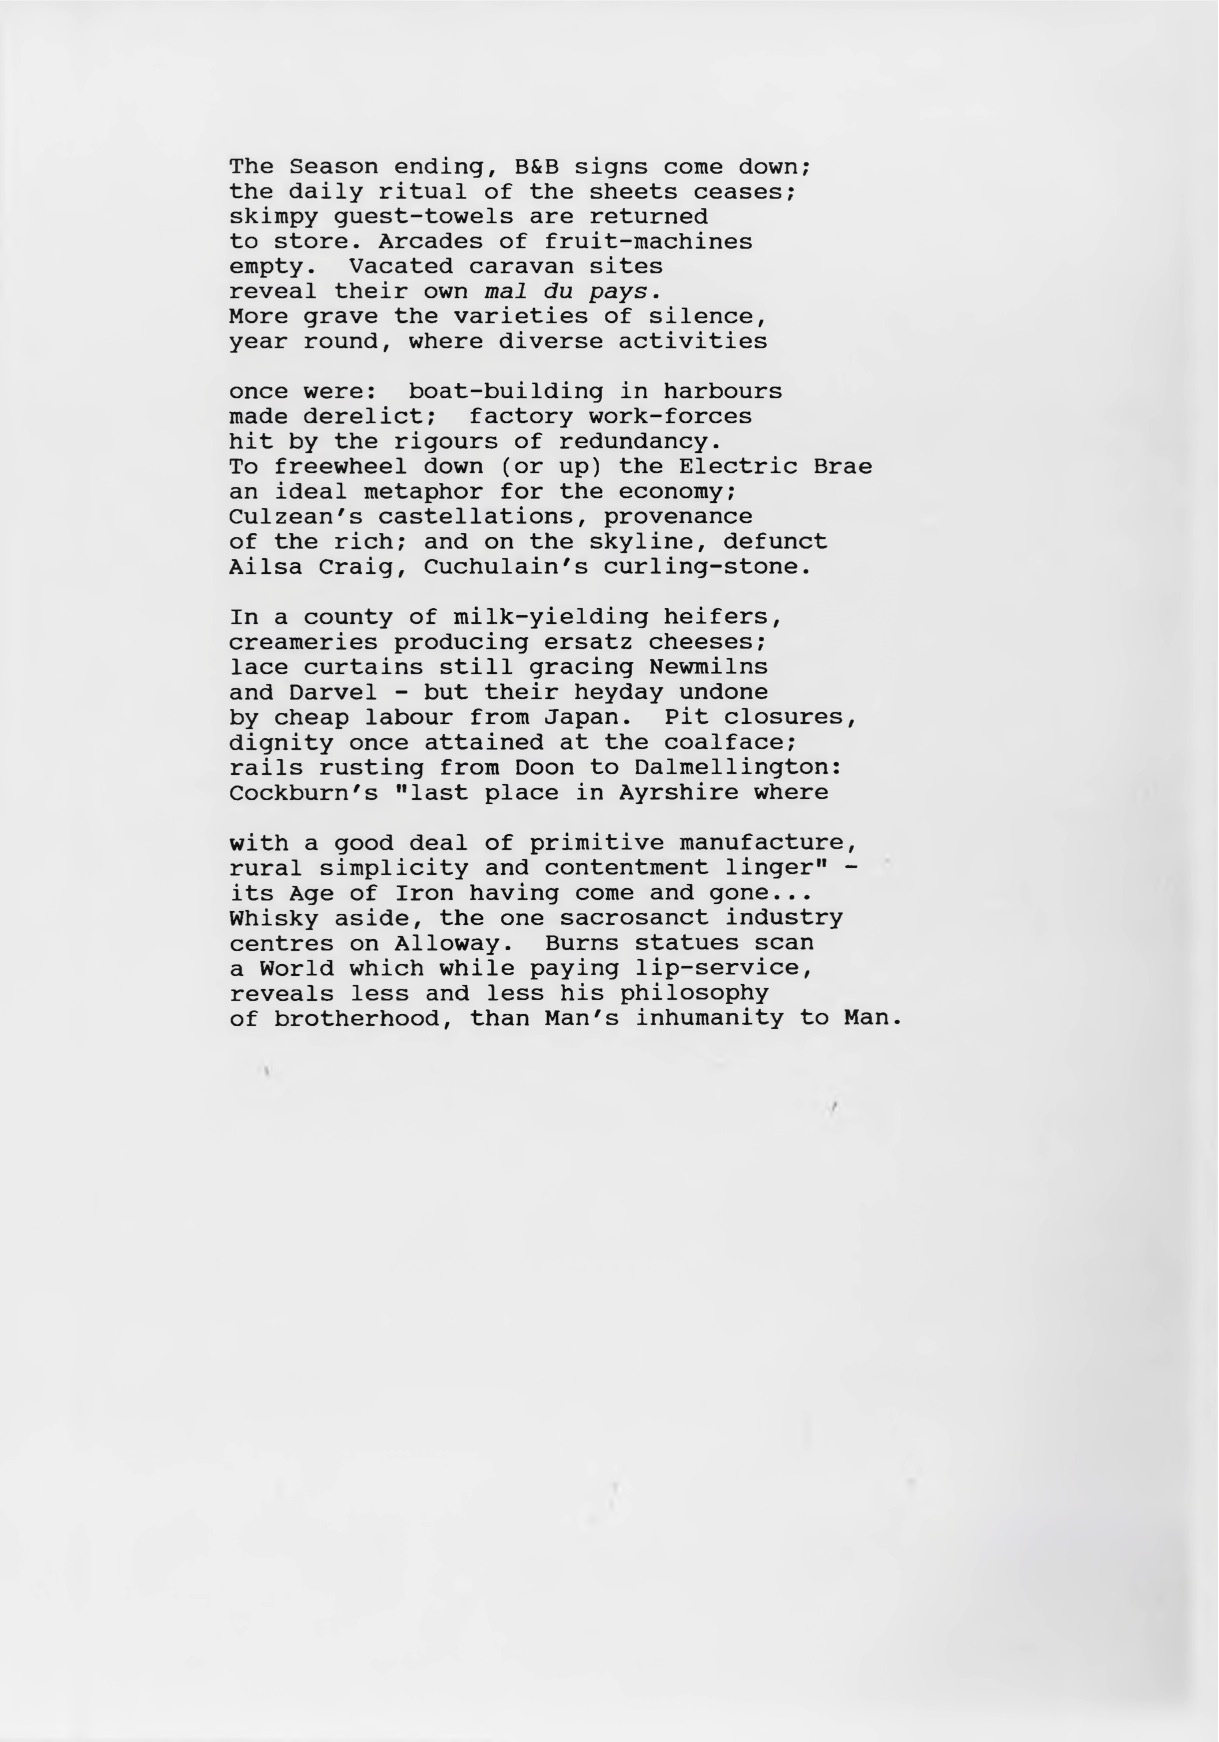 The Season ending, B&B signs come down;
the daily ritual of the sheets ceases;
skimpy guest-towels are returned
to store. Arcades of fruit-machines
empty.  Vacated caravan sites
reveal their own mal du pays.
More grave the varieties of silence,
year round, where diverse activities

once were:  boat-building in harbours
made derelict;  factory work-forces
hit by the rigours of redundancy.
To freewheel down (or up) the Electric Brae
an ideal metaphor for the economy;
Culzean's castellations, provenance
of the rich; and on the skyline, defunct
Ailsa Craig, Cuchulain's curling-stone.

In a county of milk-yielding heifers,
creameries producing ersatz cheeses;
lace curtains still gracing Newmilns
and Darvel - but their heyday undone
by cheap labour from Japan.  Pit closures,
dignity once attained at the coalface;
rails rusting from Doon to Dalmellington:
Cockburn's "last place in Ayrshire where

with a good deal of primitive manufacture,
rural simplicity and contentment linger" -
its Age of Iron having come and gone...
Whisky aside, the one sacrosanct industry
centres on Alloway.  Burns statues scan
a World which while paying lip-service,
reveals less and less his philosophy
of brotherhood, than Man's inhumanity to Man.